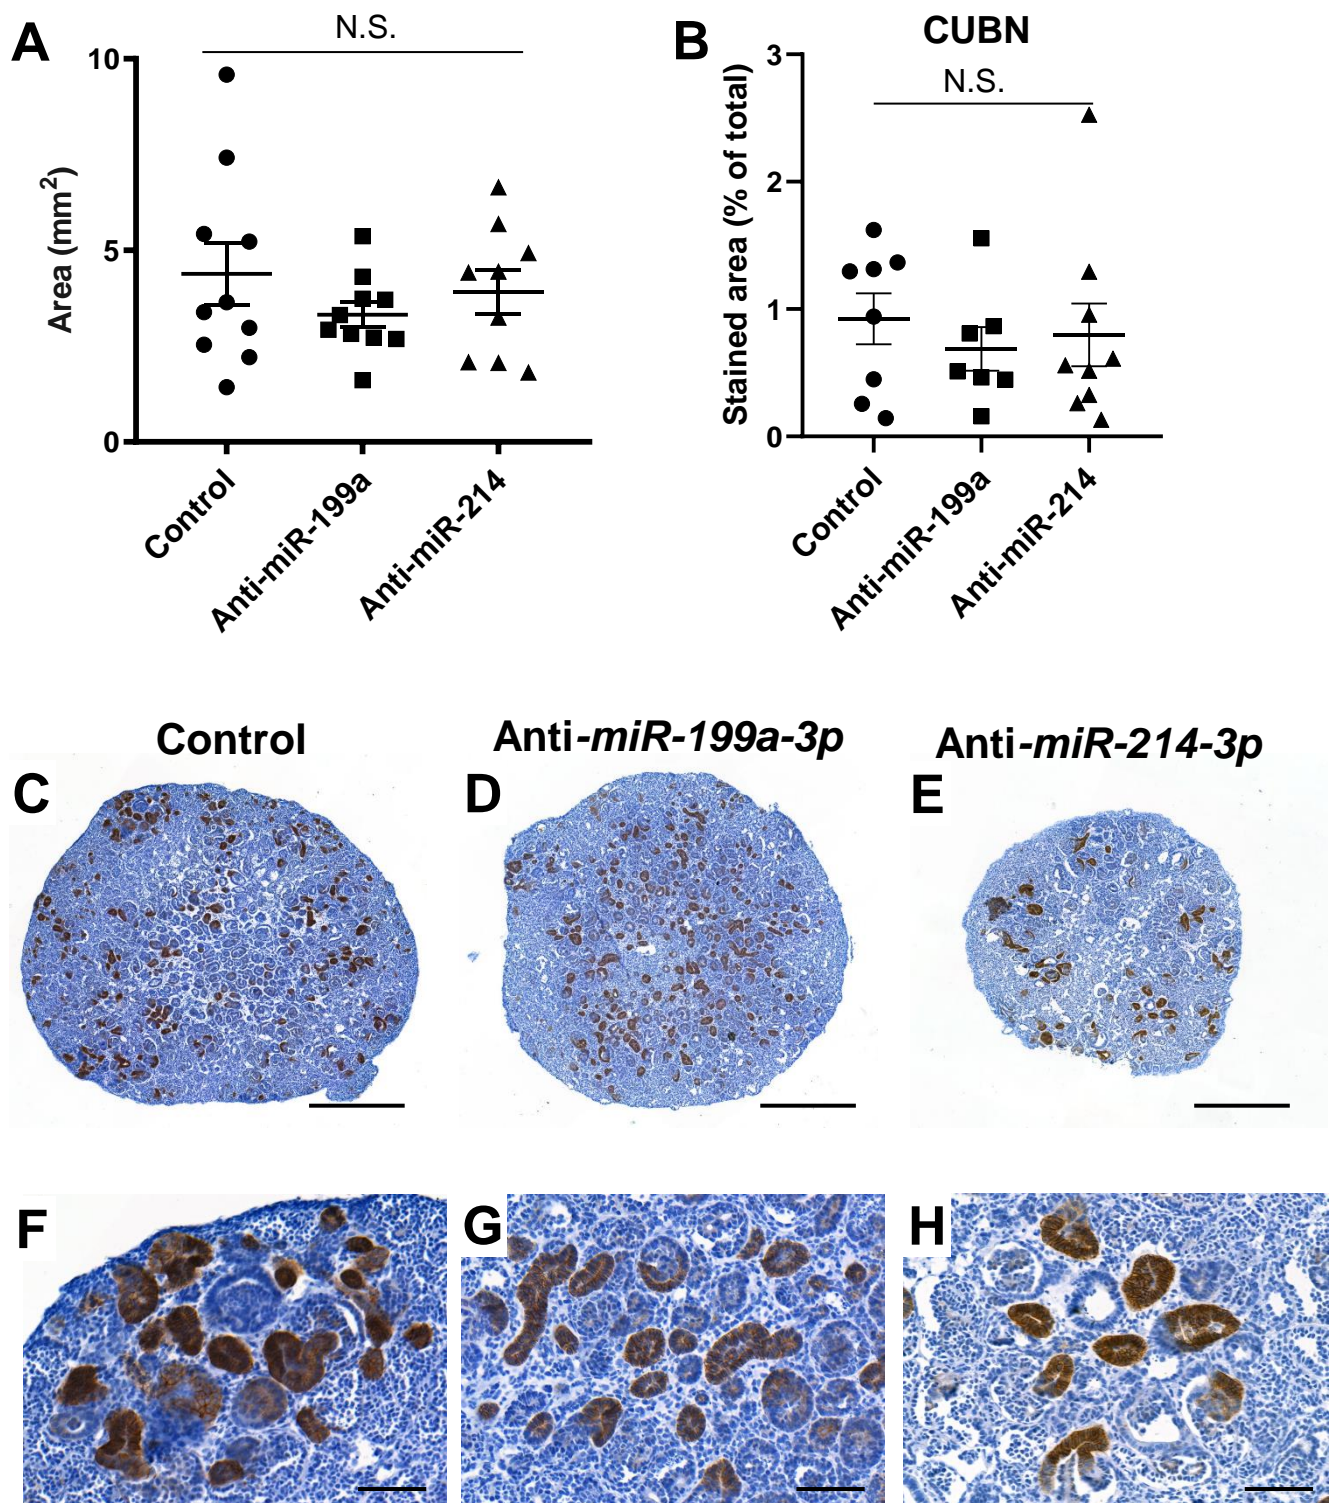 A
N.S.
10
5
0
Area (mm2)
Control
Anti-miR-199a
Anti-miR-214
B
CUBN
N.S.
3
2
1
0
Stained area (% of total)
Control
Anti-miR-199a
Anti-miR-214
Control
Anti-miR-199a-3p
Anti-miR-214-3p
C
D
E
F
G
H